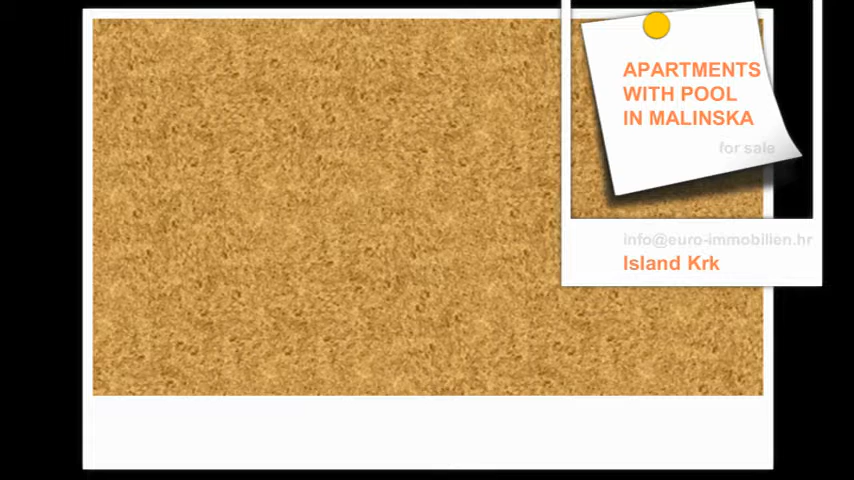 APARTMENTS
WITH POOL
IN MALINSKA
for sale
info@euro-immobilien.hr
Island Krk